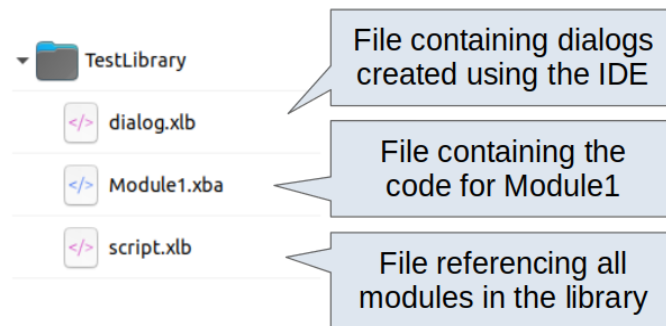 TestLibrary
File containing dialogs
created using the IDE
</> dialog.xlb
File containing the
code for Module1
</> Module1.xba
File referencing all
modules in the library
</> script.xlb